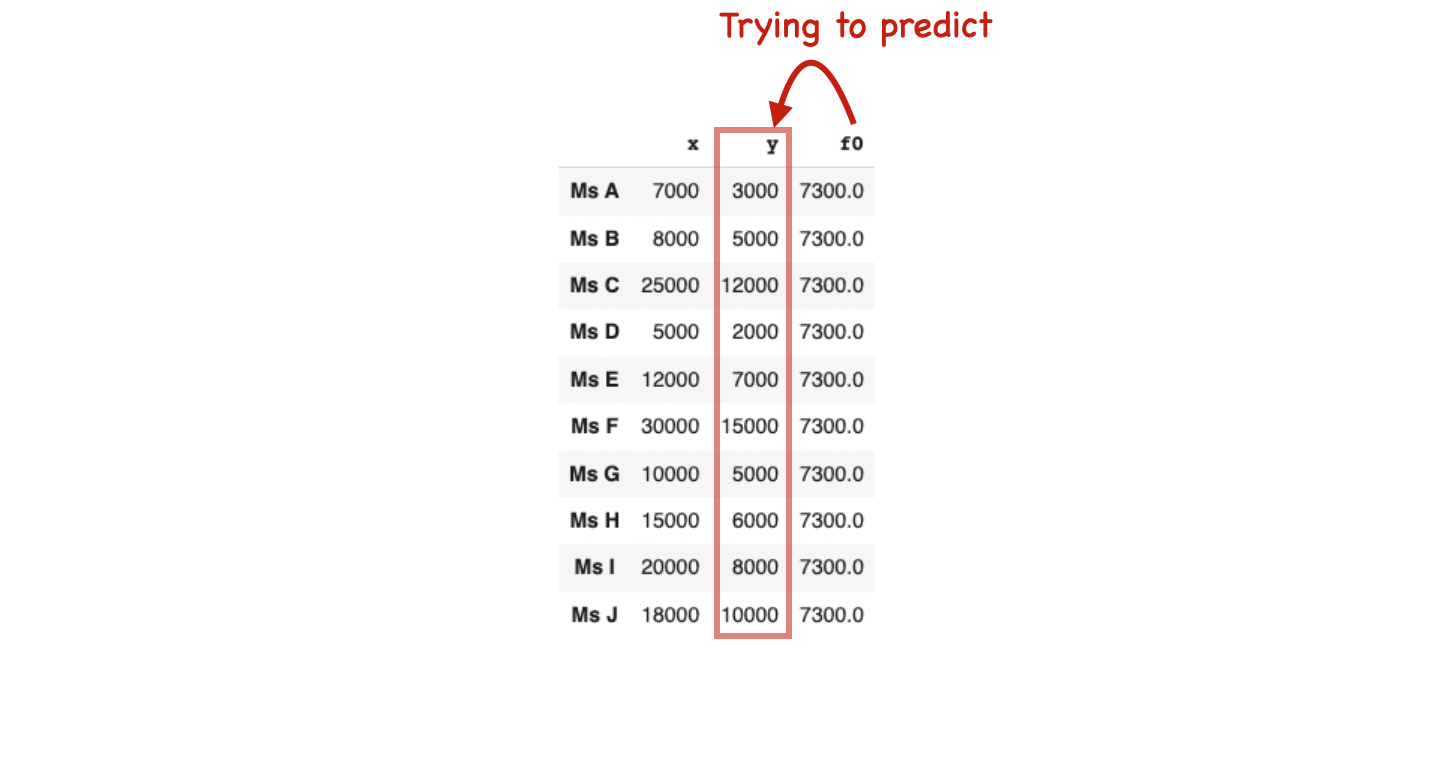 Trying to predict
x y f0
Ms A 7000 3000 7300.0
Ms B 8000 5000 7300.0
Ms C 25000 12000 7300.0
Ms D 5000 2000 7300.0
Ms E 12000 7000 7300.0
Ms F 30000 15000 7300.0
Ms G 10000 5000 7300.0
Ms H 15000 6000 7300.0
Ms I 20000 8000 7300.0
Ms J 18000 10000 7300.0